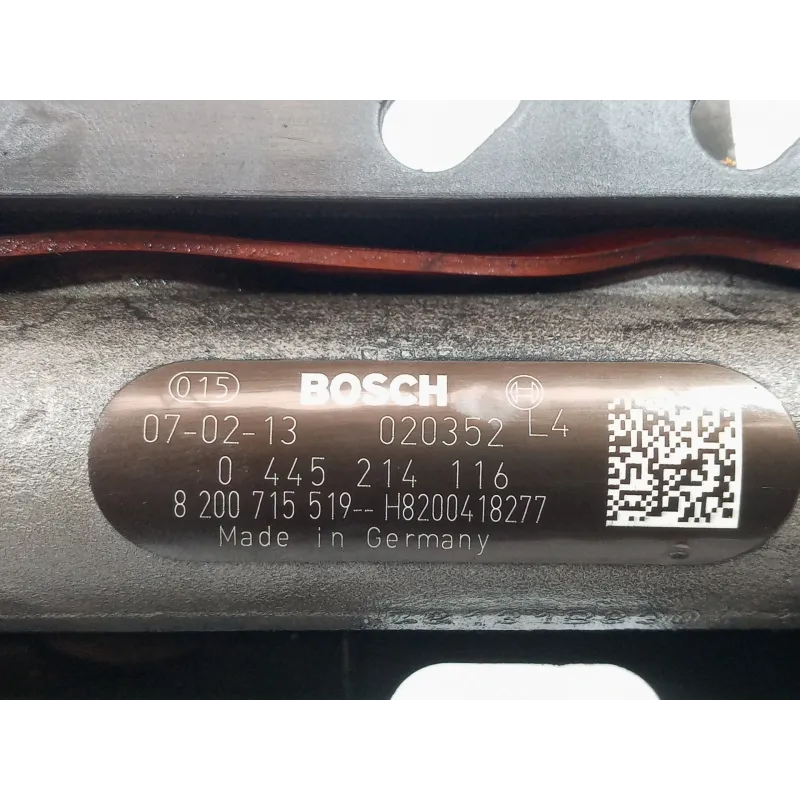 015 BOSCH
07-02-13 020352 L4
0 445 214 116
8 200 715 519-- H8200418277
Made in Germany
6